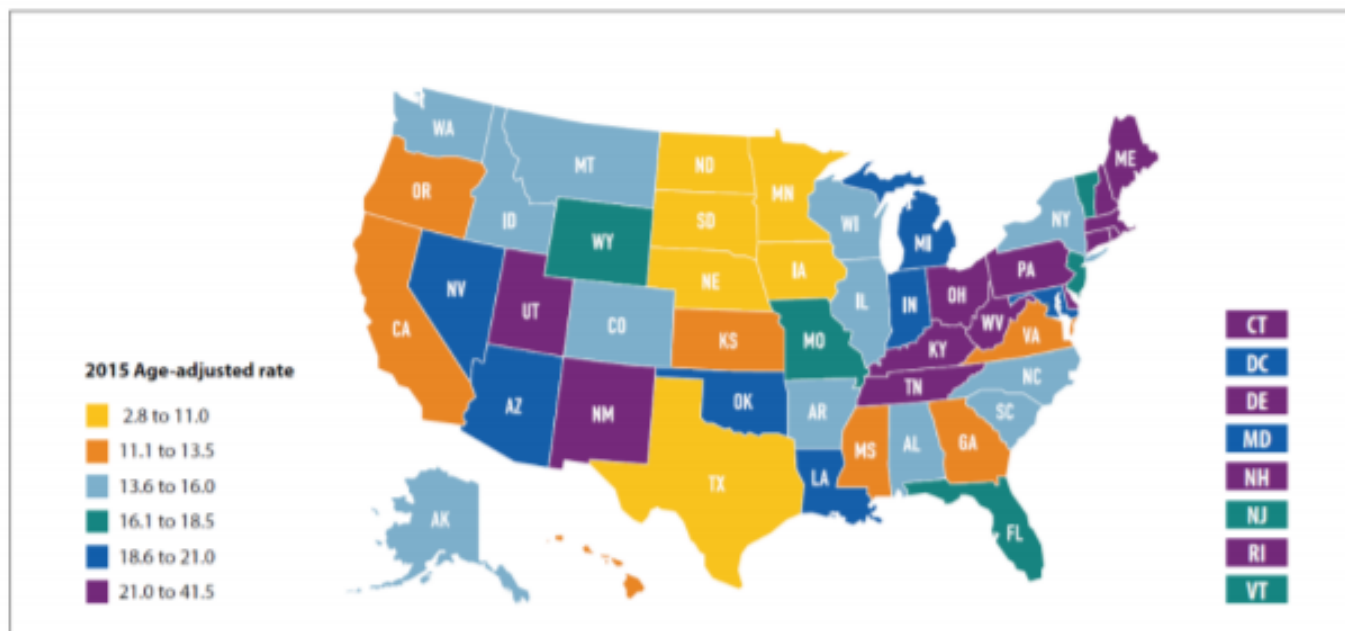 ME
WA
MT
ND
MN
OR
NY
ID
SD
WI
MI
WY
PA
IA
NE
NV
OH
IL
IN
UT
WV
CO
CA
VA
KS
MO
KY
NC
TN
OK
AZ
NM
AR
SC
MS
AL
GA
LA
TX
AK
FL
2015 Age-adjusted rate
2.8 to 11.0
11.1 to 13.5
13.6 to 16.0
16.1 to 18.5
18.6 to 21.0
21.0 to 41.5
CT
DC
DE
MD
NH
NJ
RI
VT